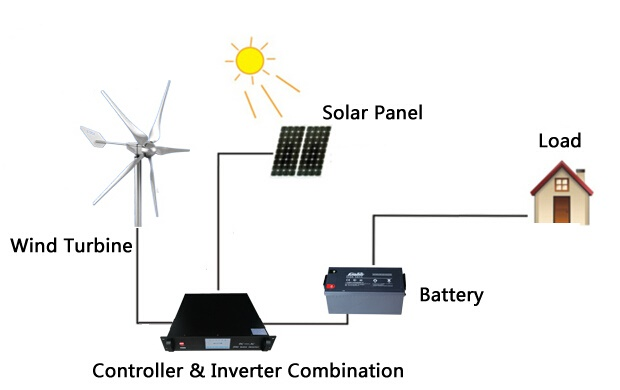 Solar Panel
Load
Wind Turbine
Battery
Controller & Inverter Combination